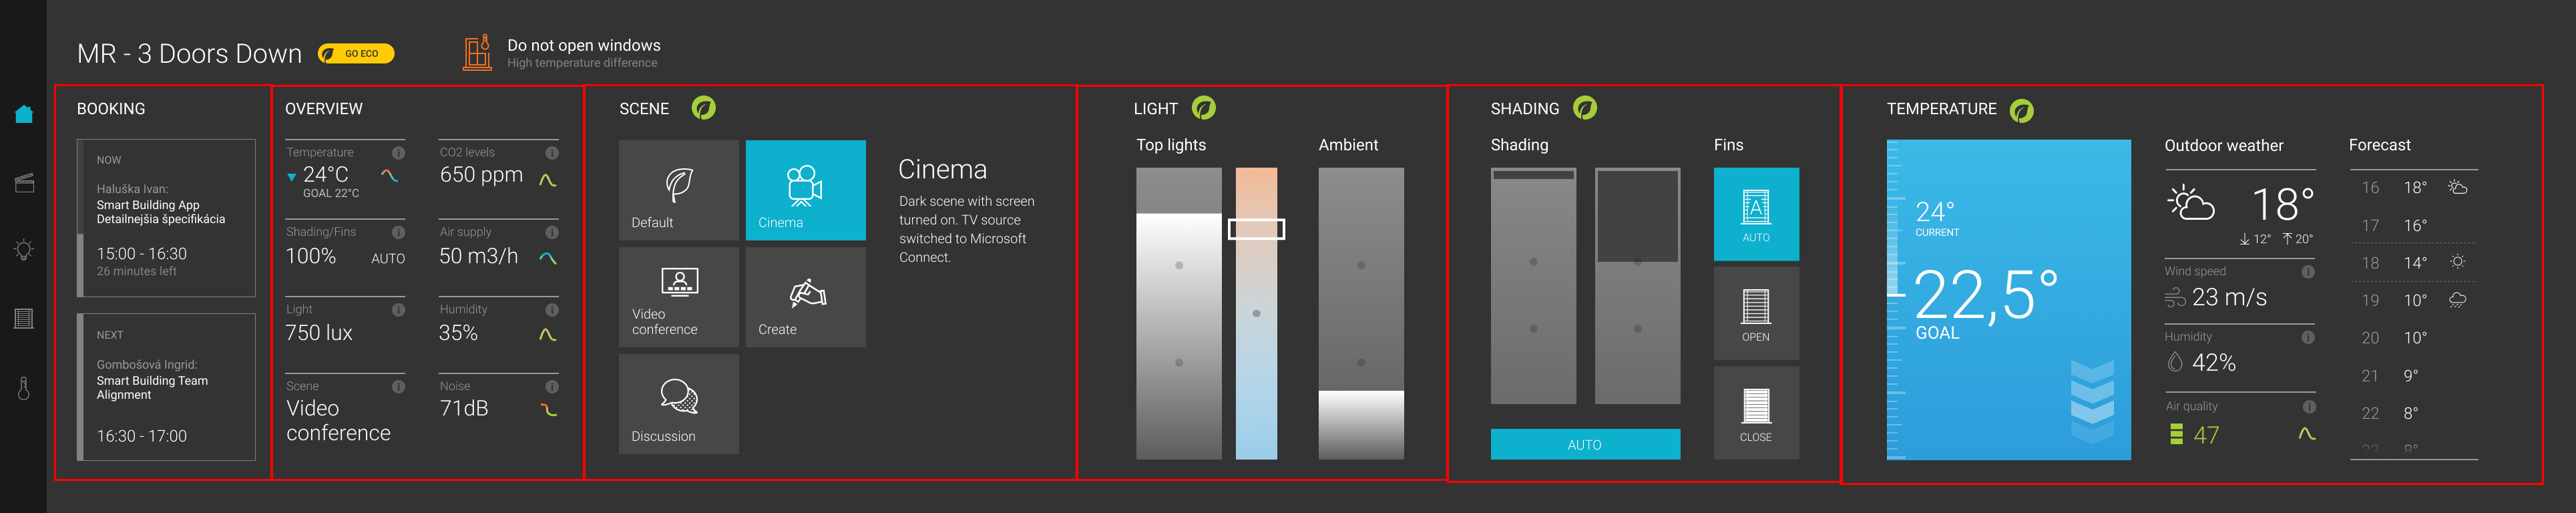 MR - 3 Doors Down
GO ECO
Do not open windows
High temperature difference
BOOKING
NOW
Haluška Ivan:
Smart Building App
Detailnejšia špecifikácia
15:00 - 16:30
26 minutes left
NEXT
Gombošová Ingrid:
Smart Building Team
Alignment
16:30 - 17:00
OVERVIEW
Temperature
24°C
GOAL 22°C
CO2 levels
650 ppm
Shading/Fins
100%
AUTO
Air supply
50 m3/h
Light
750 lux
Humidity
35%
Scene
Video
conference
Noise
71dB
SCENE
Default
Cinema
Video
conference
Create
Discussion
Cinema
Dark scene with screen
turned on. TV source
switched to Microsoft
Connect.
LIGHT
Top lights
Ambient
SHADING
Shading
AUTO
Fins
A
AUTO
OPEN
CLOSE
TEMPERATURE
24°
CURRENT
22,5°
GOAL
Outdoor weather
18°
12° 20°
Wind speed
23 m/s
Humidity
42%
Air quality
47
Forecast
16 18°
17 16°
18 14°
19 10°
20 10°
21 9°
22 8°
23 8°